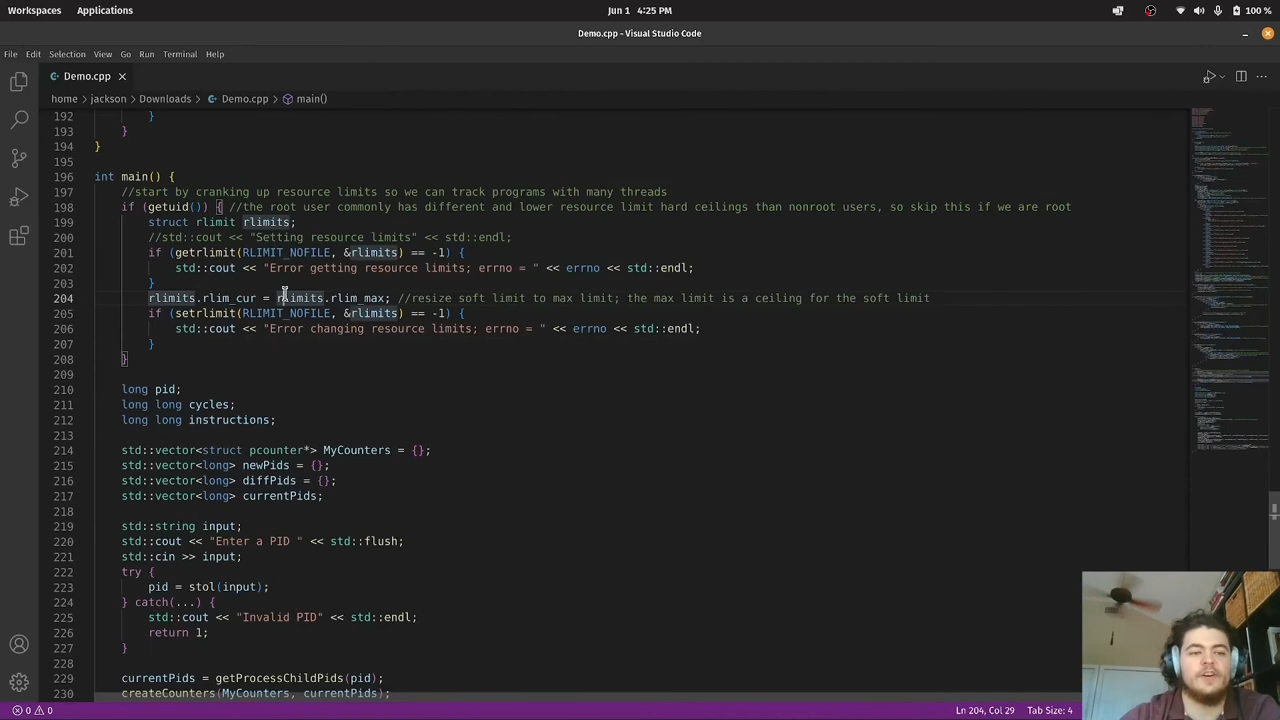 Workspaces Applications Jun 1 4:25 PM 100 %
Demo.cpp - Visual Studio Code
File Edit Selection View Go Run Terminal Help
Demo.cpp
home jackson Downloads Demo.cpp main()
192 }
193 }
194 }
195
196 int main() {
197 //start by cranking up resource limits so we can track programs with many threads
198 if (getuid()) { //the root user commonly has different and lower resource limit hard ceilings than nonroot users, so skip this if we are root
199 struct rlimit rlimits;
200 //std::cout << "Setting resource limits" << std::endl;
201 if (getrlimit(RLIMIT_NOFILE, &rlimits) == -1) {
202 std::cout << "Error getting resource limits; errno = " << errno << std::endl;
203 }
204 rlimits.rlim_cur = rlimits.rlim_max; //resize soft limit to max limit; the max limit is a ceiling for the soft limit
205 if (setrlimit(RLIMIT_NOFILE, &rlimits) == -1) {
206 std::cout << "Error changing resource limits; errno = " << errno << std::endl;
207 }
208 }
209
210 long pid;
211 long long cycles;
212 long long instructions;
213
214 std::vector<struct pcounter*> MyCounters = {};
215 std::vector<long> newPids = {};
216 std::vector<long> diffPids = {};
217 std::vector<long> currentPids;
218
219 std::string input;
220 std::cout << "Enter a PID " << std::flush;
221 std::cin >> input;
222 try {
223 pid = stol(input);
224 } catch(...) {
225 std::cout << "Invalid PID" << std::endl;
226 return 1;
227 }
228
229 currentPids = getProcessChildPids(pid);
230 createCounters(MyCounters, currentPids);
0 0 Ln 204, Col 29 Tab Size: 4